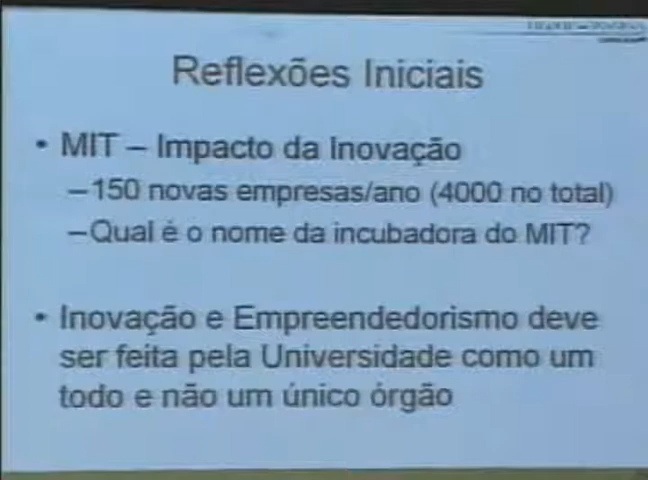 Reflexões Iniciais
• MIT – Impacto da Inovação
–150 novas empresas/ano (4000 no total)
–Qual é o nome da incubadora do MIT?
• Inovação e Empreendedorismo deve
ser feita pela Universidade como um
todo e não um único órgão